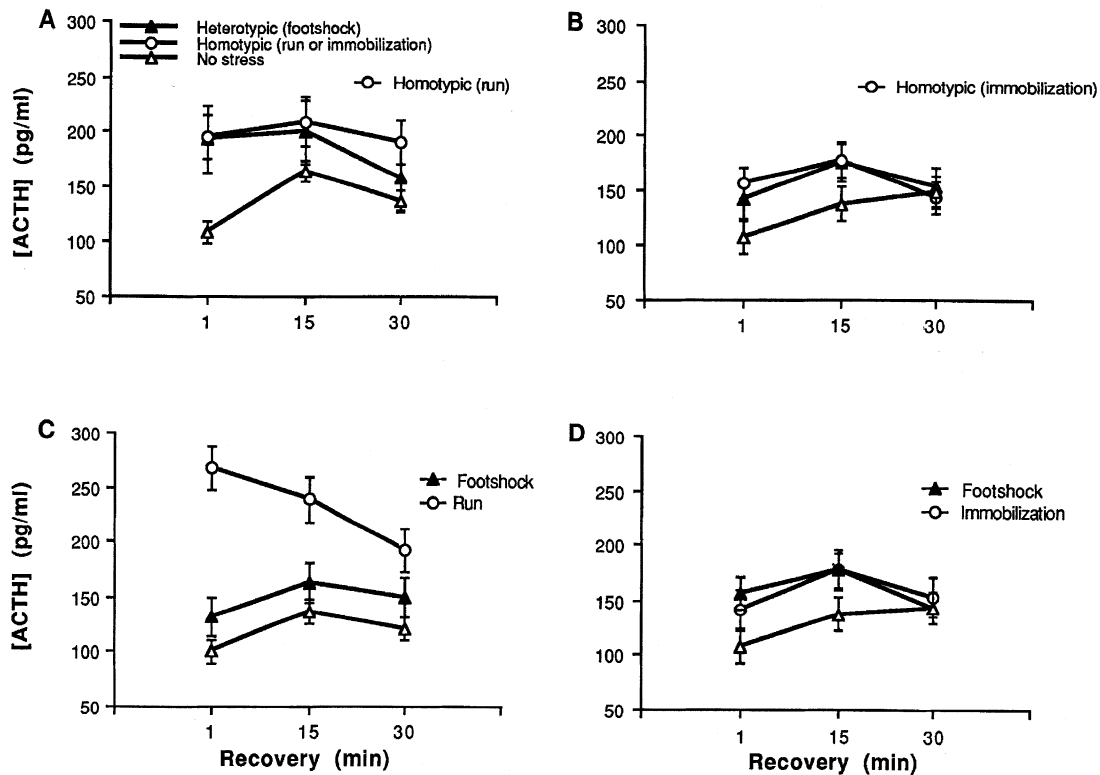 A
300
250
200
150
100
50
[ACTH] (pg/ml)
Heterotypic (footshock)
Homotypic (run or immobilization)
No stress
Homotypic (run)
1 15 30
B
300
250
200
150
100
50
Homotypic (immobilization)
1 15 30
C
300
250
200
150
100
50
[ACTH] (pg/ml)
Footshock
Run
1 15 30
Recovery (min)
D
300
250
200
150
100
50
Footshock
Immobilization
1 15 30
Recovery (min)